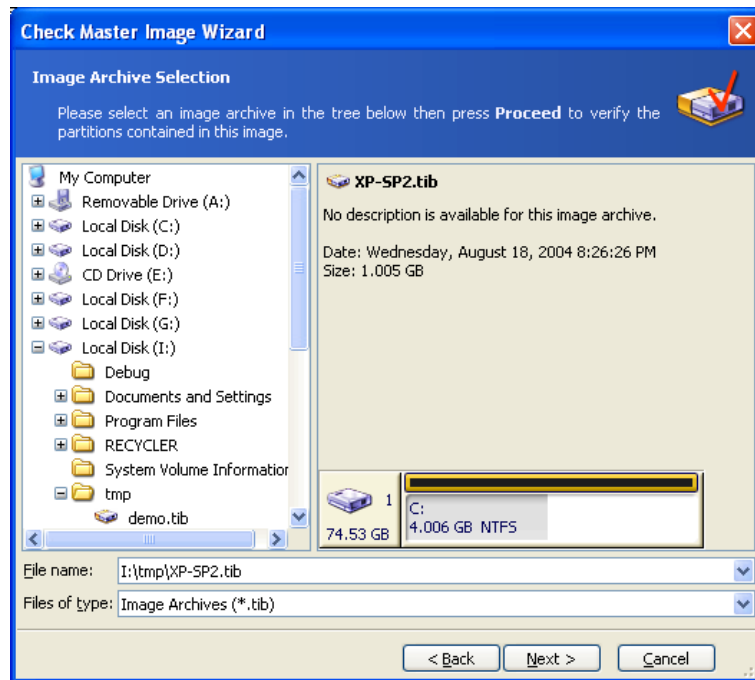 Check Master Image Wizard
Image Archive Selection
Please select an image archive in the tree below then press Proceed to verify the
partitions contained in this image.
My Computer
Removable Drive (A:)
Local Disk (C:)
Local Disk (D:)
CD Drive (E:)
Local Disk (F:)
Local Disk (G:)
Local Disk (I:)
Debug
Documents and Settings
Program Files
RECYCLER
System Volume Information
tmp
demo.tib
XP-SP2.tib
No description is available for this image archive.
Date: Wednesday, August 18, 2004 8:26:26 PM
Size: 1.005 GB
1
74.53 GB
C:
4.006 GB NTFS
File name:
I:\tmp\XP-SP2.tib
Files of type:
Image Archives (*.tib)
< Back
Next >
Cancel